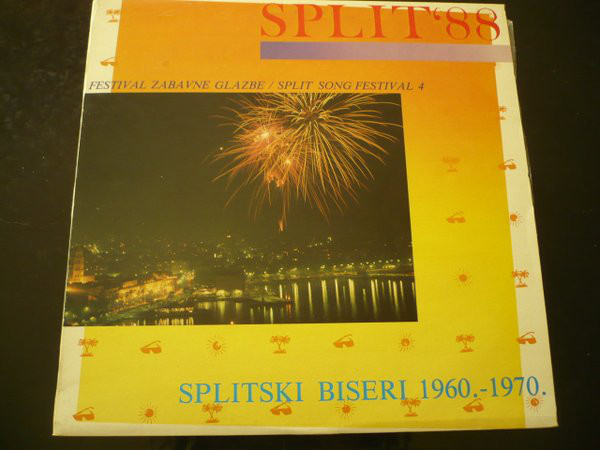 SPLIT'88
FESTIVAL ZABAVNE GLAZBE / SPLIT SONG FESTIVAL 4
SPLITSKI BISERI 1960.-1970.